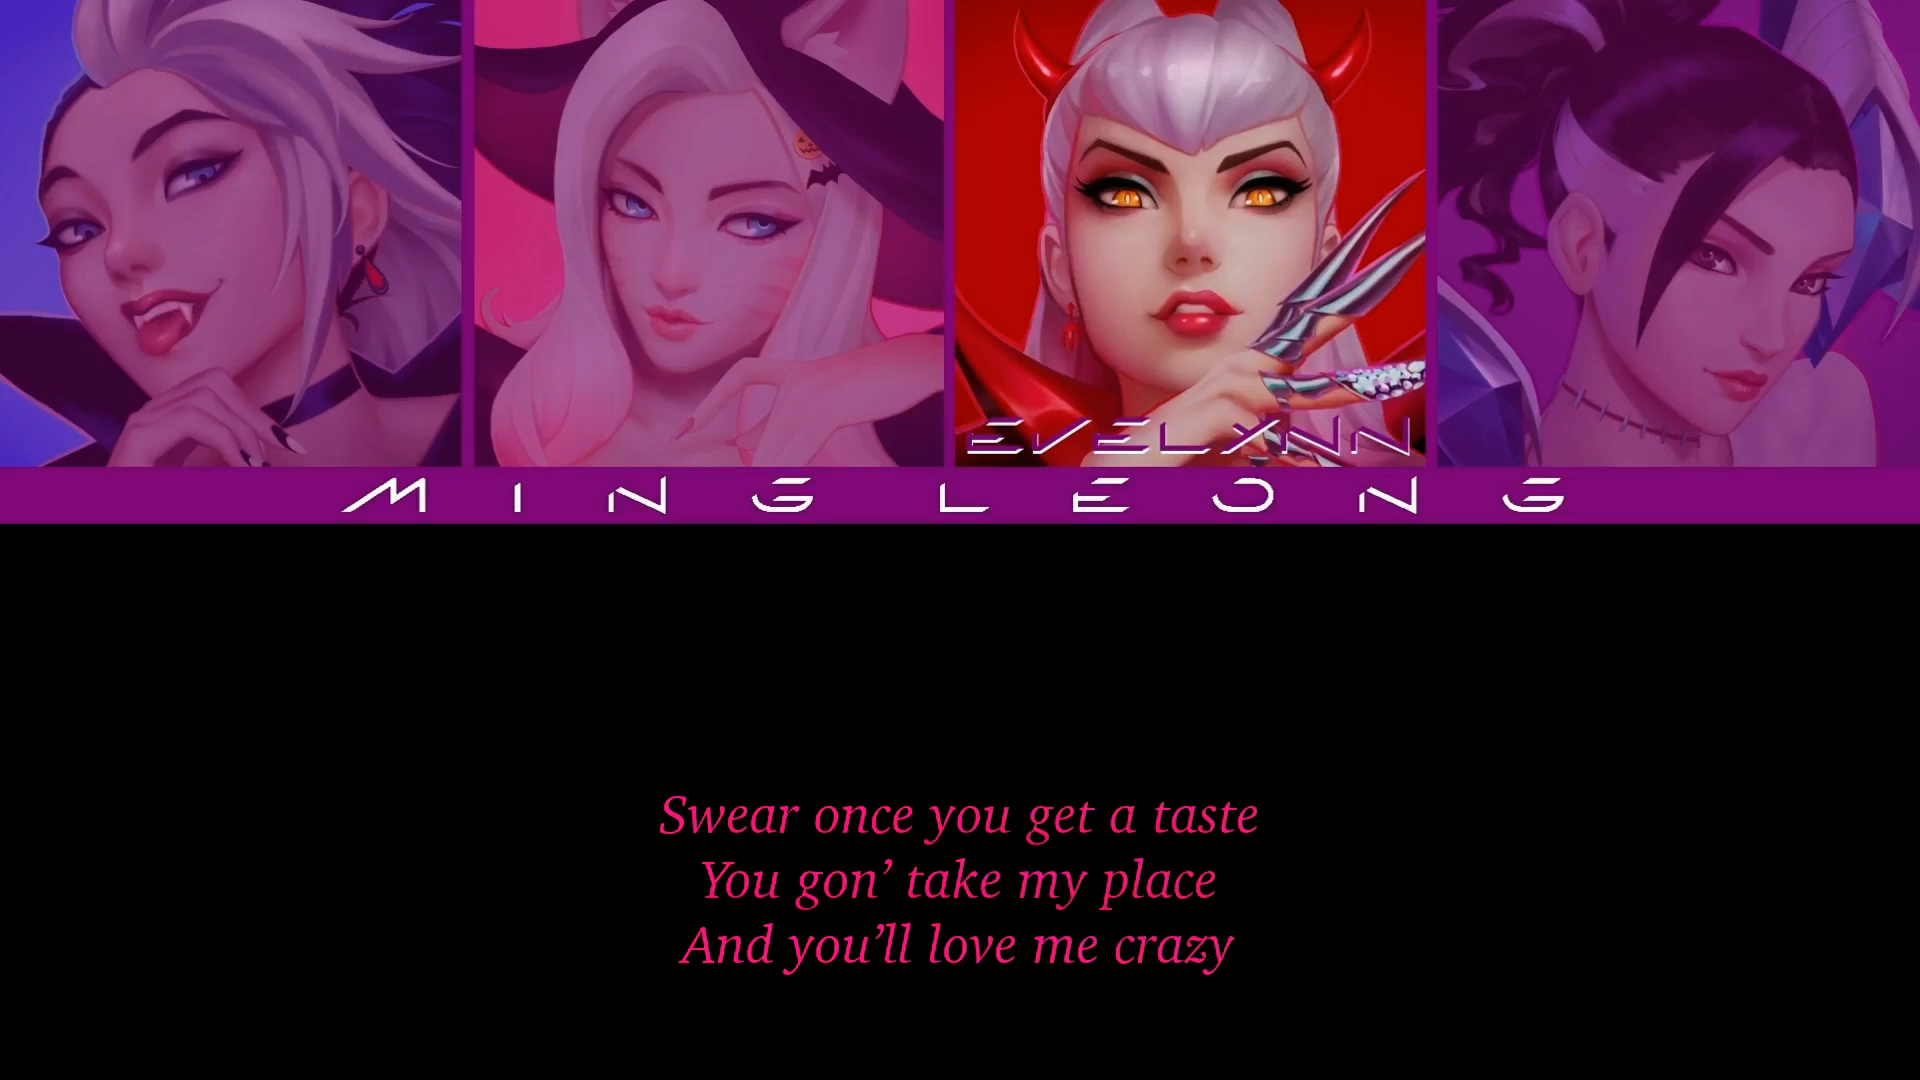 EVELYNN
MING LEONG
Swear once you get a taste
You gon’ take my place
And you’ll love me crazy